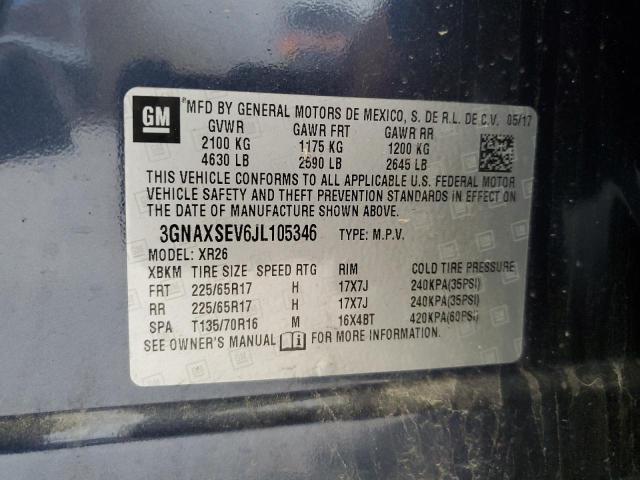 GM ®MFD BY GENERAL MOTORS DE MEXICO, S. DE R.L. DE C.V. 05/17
GVWR GAWR FRT GAWR RR
2100 KG 1175 KG 1200 KG
4630 LB 2590 LB 2645 LB
THIS VEHICLE CONFORMS TO ALL APPLICABLE U.S. FEDERAL MOTOR
VEHICLE SAFETY AND THEFT PREVENTION STANDARDS IN EFFECT ON
THE DATE OF MANUFACTURE SHOWN ABOVE.
3GNAXSEV6JL105346 TYPE: M.P.V.
MODEL: XR26
XBKM TIRE SIZE SPEED RTG RIM COLD TIRE PRESSURE
FRT 225/65R17 H 17X7J 240KPA(35PSI)
RR 225/65R17 H 17X7J 240KPA(35PSI)
SPA T135/70R16 M 16X4BT 420KPA(60PSI)
SEE OWNER'S MANUAL FOR MORE INFORMATION